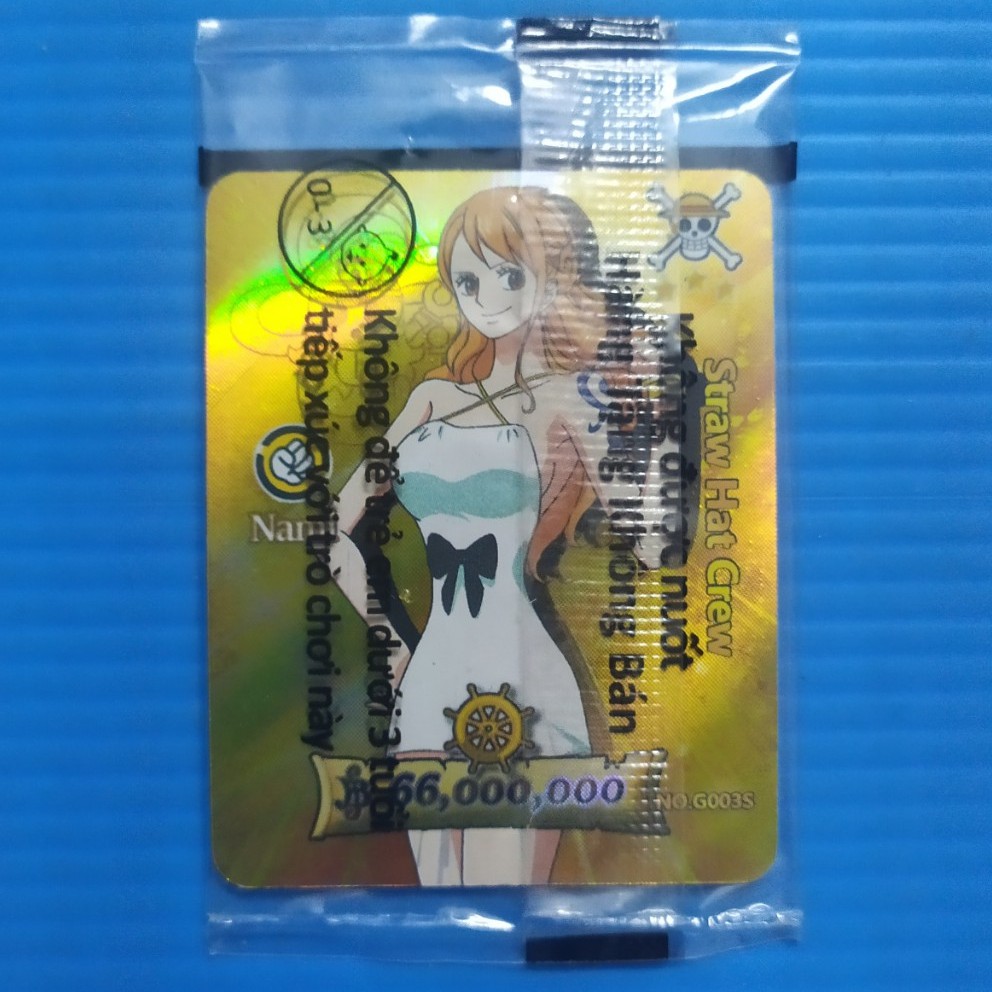 0-3
Không để trẻ em dưới 3 tuổi
tiếp xúc với trò chơi này
Không được nuốt
Hàng Tặng Không Bán
Straw Hat Crew
Nami
฿66,000,000
NO.G003S